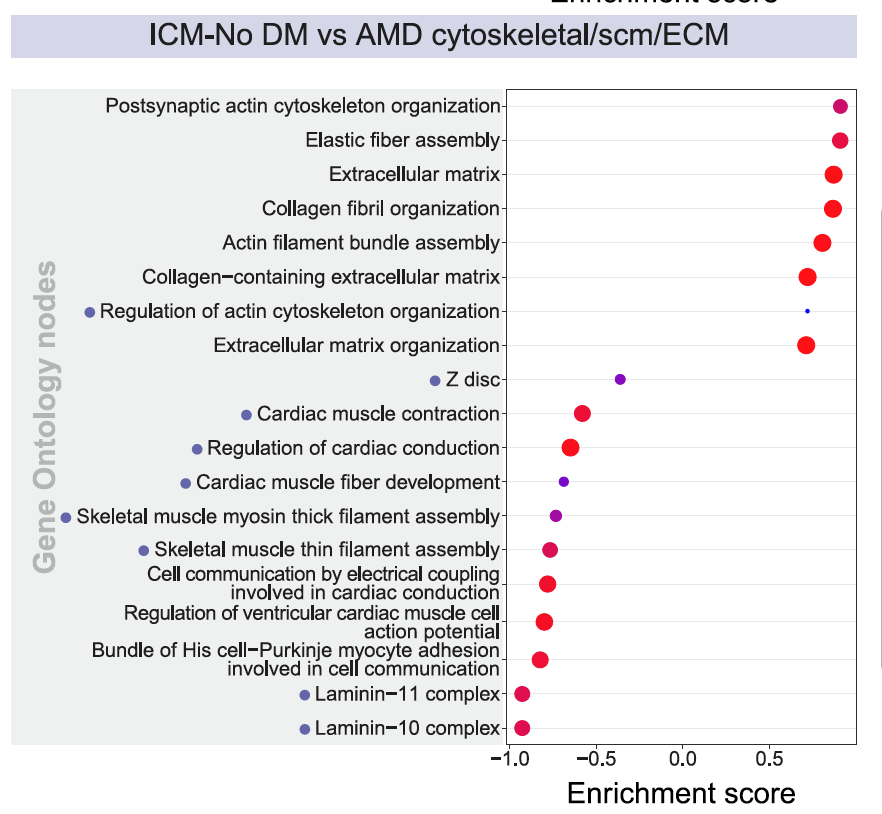 Enrichment score
ICM-No DM vs AMD cytoskeletal/scm/ECM
Gene Ontology nodes
Postsynaptic actin cytoskeleton organization
Elastic fiber assembly
Extracellular matrix
Collagen fibril organization
Actin filament bundle assembly
Collagen−containing extracellular matrix
Regulation of actin cytoskeleton organization
Extracellular matrix organization
Z disc
Cardiac muscle contraction
Regulation of cardiac conduction
Cardiac muscle fiber development
Skeletal muscle myosin thick filament assembly
Skeletal muscle thin filament assembly
Cell communication by electrical coupling
involved in cardiac conduction
Regulation of ventricular cardiac muscle cell
action potential
Bundle of His cell−Purkinje myocyte adhesion
involved in cell communication
Laminin−11 complex
Laminin−10 complex
−1.0 −0.5 0.0 0.5
Enrichment score